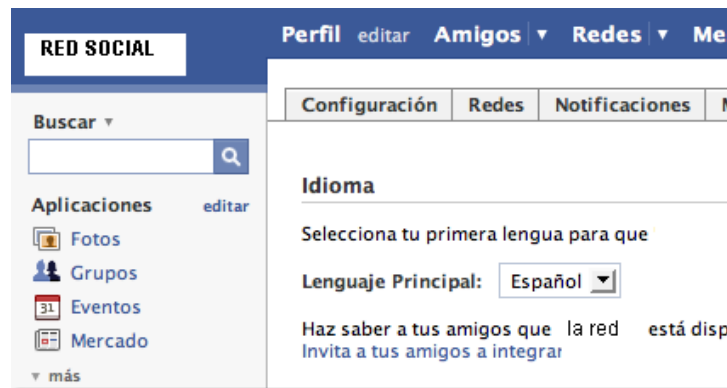 RED SOCIAL
Perfil editar Amigos Redes Me
Buscar
Aplicaciones editar
Fotos
Grupos
31 Eventos
Mercado
más
Configuración Redes Notificaciones
Idioma
Selecciona tu primera lengua para que
Lenguaje Principal: Español
Haz saber a tus amigos que la red está disp
Invita a tus amigos a integrar